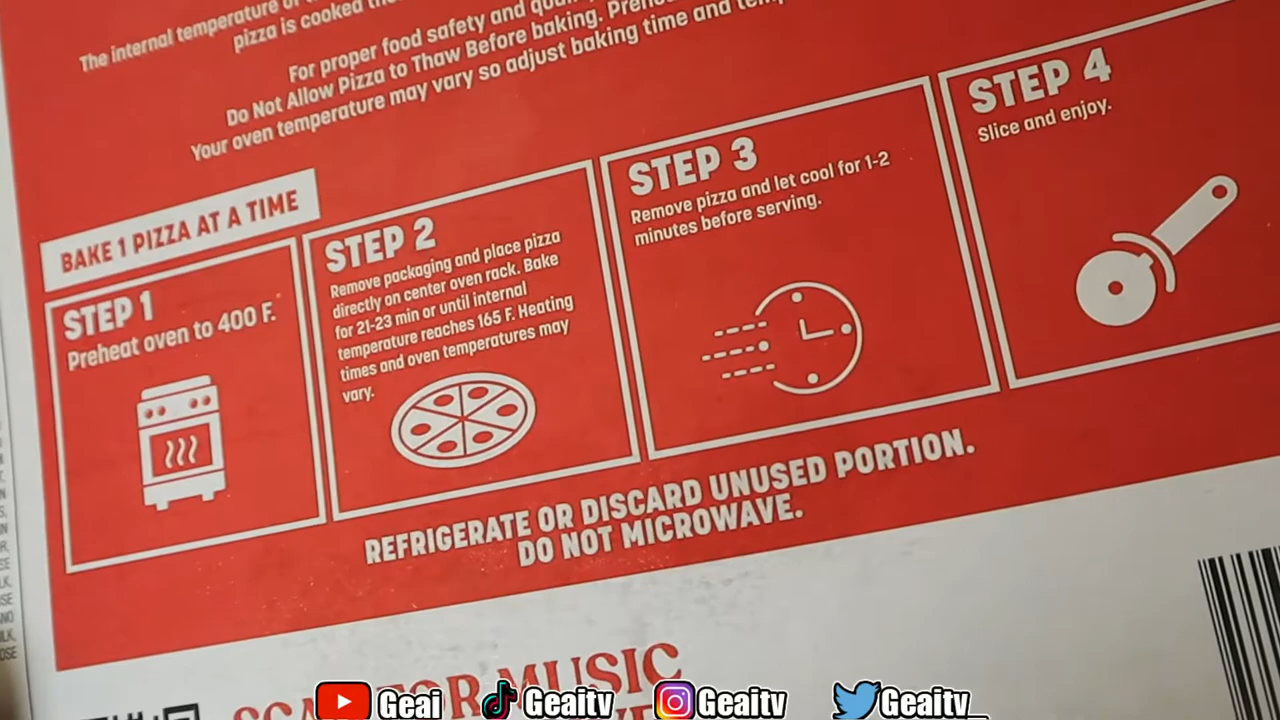 The internal temperature of
pizza is cooked
For proper food safety and
Do Not Allow Pizza to Thaw Before baking.
Your oven temperature may vary so adjust baking time and
BAKE 1 PIZZA AT A TIME
STEP 1
Preheat oven to 400 F.
STEP 2
Remove packaging and place pizza
directly on center oven rack. Bake
for 21-23 min or until internal
temperature reaches 165 F. Heating
times and oven temperatures may
vary.
STEP 3
Remove pizza and let cool for 1-2
minutes before serving.
STEP 4
Slice and enjoy.
REFRIGERATE OR DISCARD UNUSED PORTION.
DO NOT MICROWAVE.
MUSIC
Geai
Geaitv
Geaitv
Geaitv_